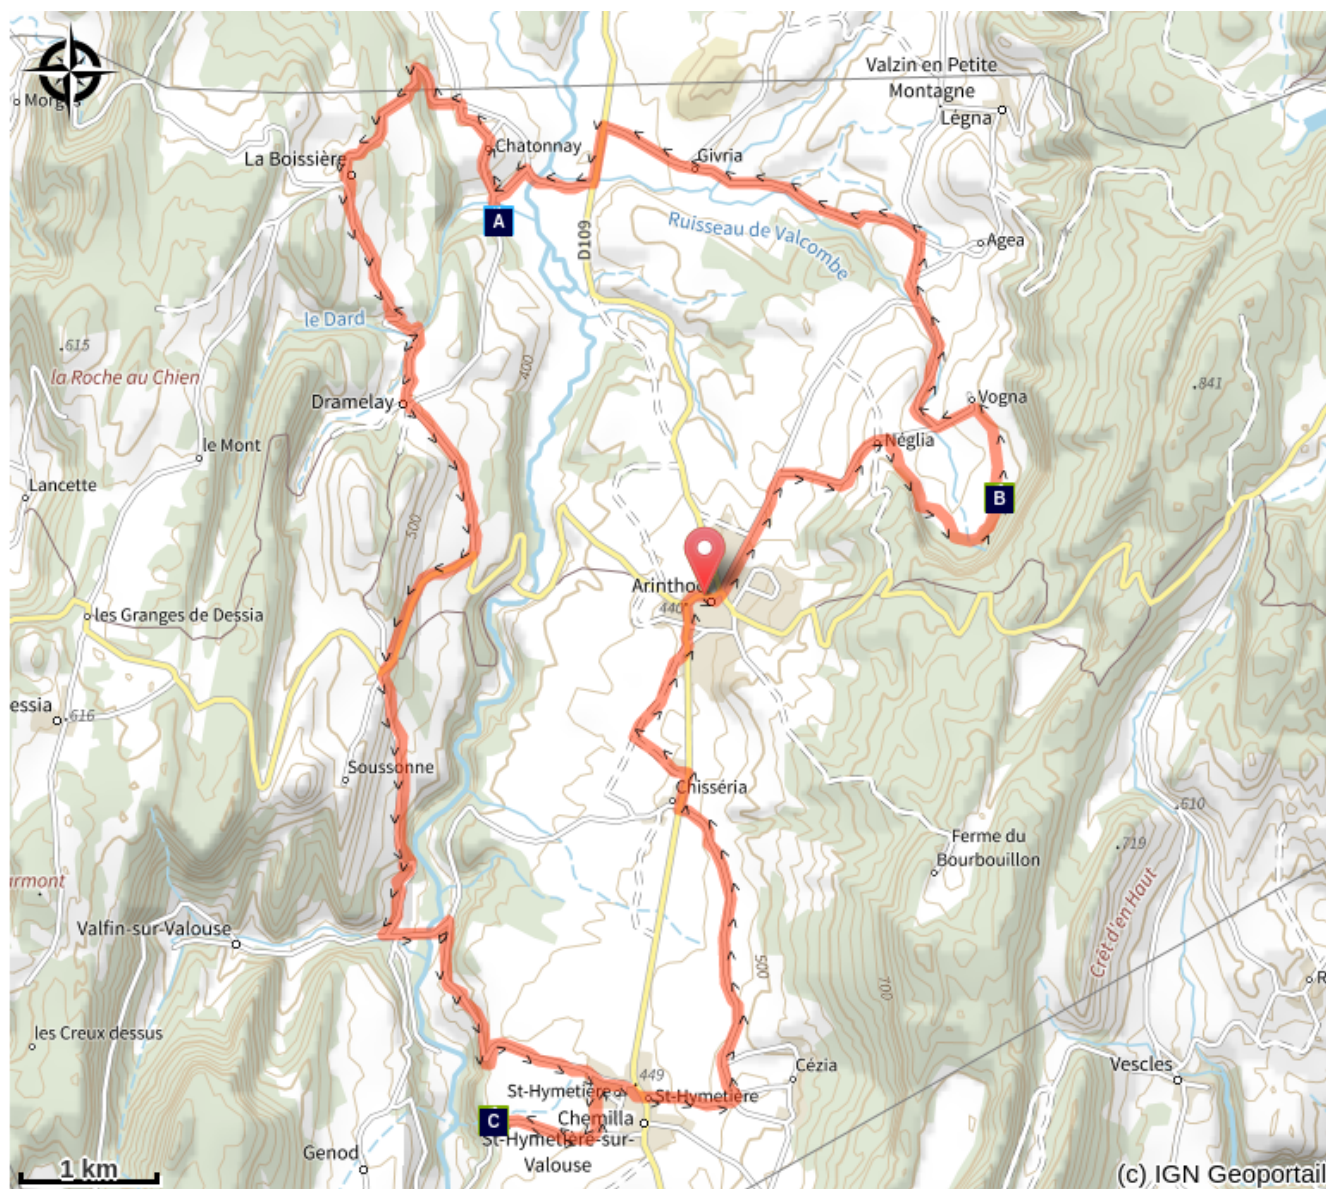 Valzin en Petite
Montagne
Légna
Chatonnay
La Boissière
Givria
A
Ruisseau de Valcombe
D109
Agea
le Dard
615
la Roche au Chien
400
841
Dramelay
Vogna
le Mont
Néglia
Lancette
B
500
Arinthod
440
les Granges de Dessia
essia
616
Soussonne
Chisséria
610
Ferme du
Bourbouillon
719
armont
Valfin-sur-Valouse
Crêt d'en Haut
500
700
R
les Creux dessus
Cézia
Vescles
449
St-Hymetière
St-Hymetière
C
Chemilla
St-Hymetière-sur-
Valouse
Genod
1 km
(c) IGN Geoportail